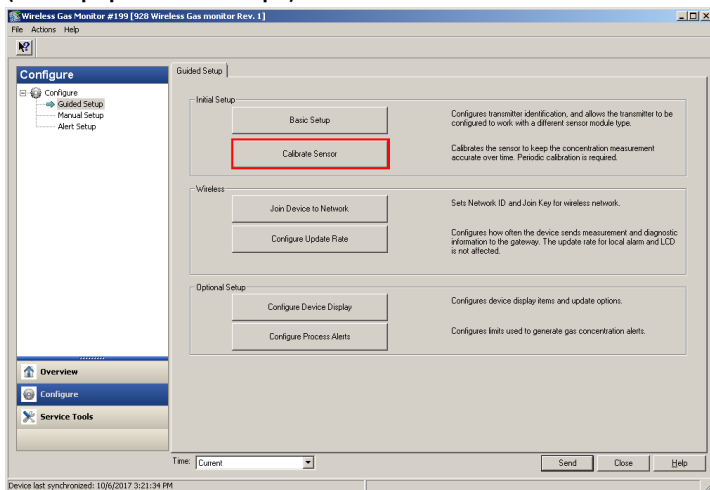 Wireless Gas Monitor #199 [928 Wireless Gas monitor Rev. 1]
File Actions Help
Configure
Guided Setup
Configure
Guided Setup
Manual Setup
Alert Setup
Initial Setup
Basic Setup
Configures transmitter identification, and allows the transmitter to be
configured to work with a different sensor module type.
Calibrate Sensor
Calibrates the sensor to keep the concentration measurement
accurate over time. Periodic calibration is required.
Wireless
Join Device to Network
Sets Network ID and Join Key for wireless network.
Configure Update Rate
Configures how often the device sends measurement and diagnostic
information to the gateway. The update rate for local alarm and LCD
is not affected.
Optional Setup
Configure Device Display
Configures device display items and update options.
Configure Process Alerts
Configures limits used to generate gas concentration alerts.
Overview
Configure
Service Tools
Time: Current
Send Close Help
Device last synchronized: 10/6/2017 3:21:34 PM